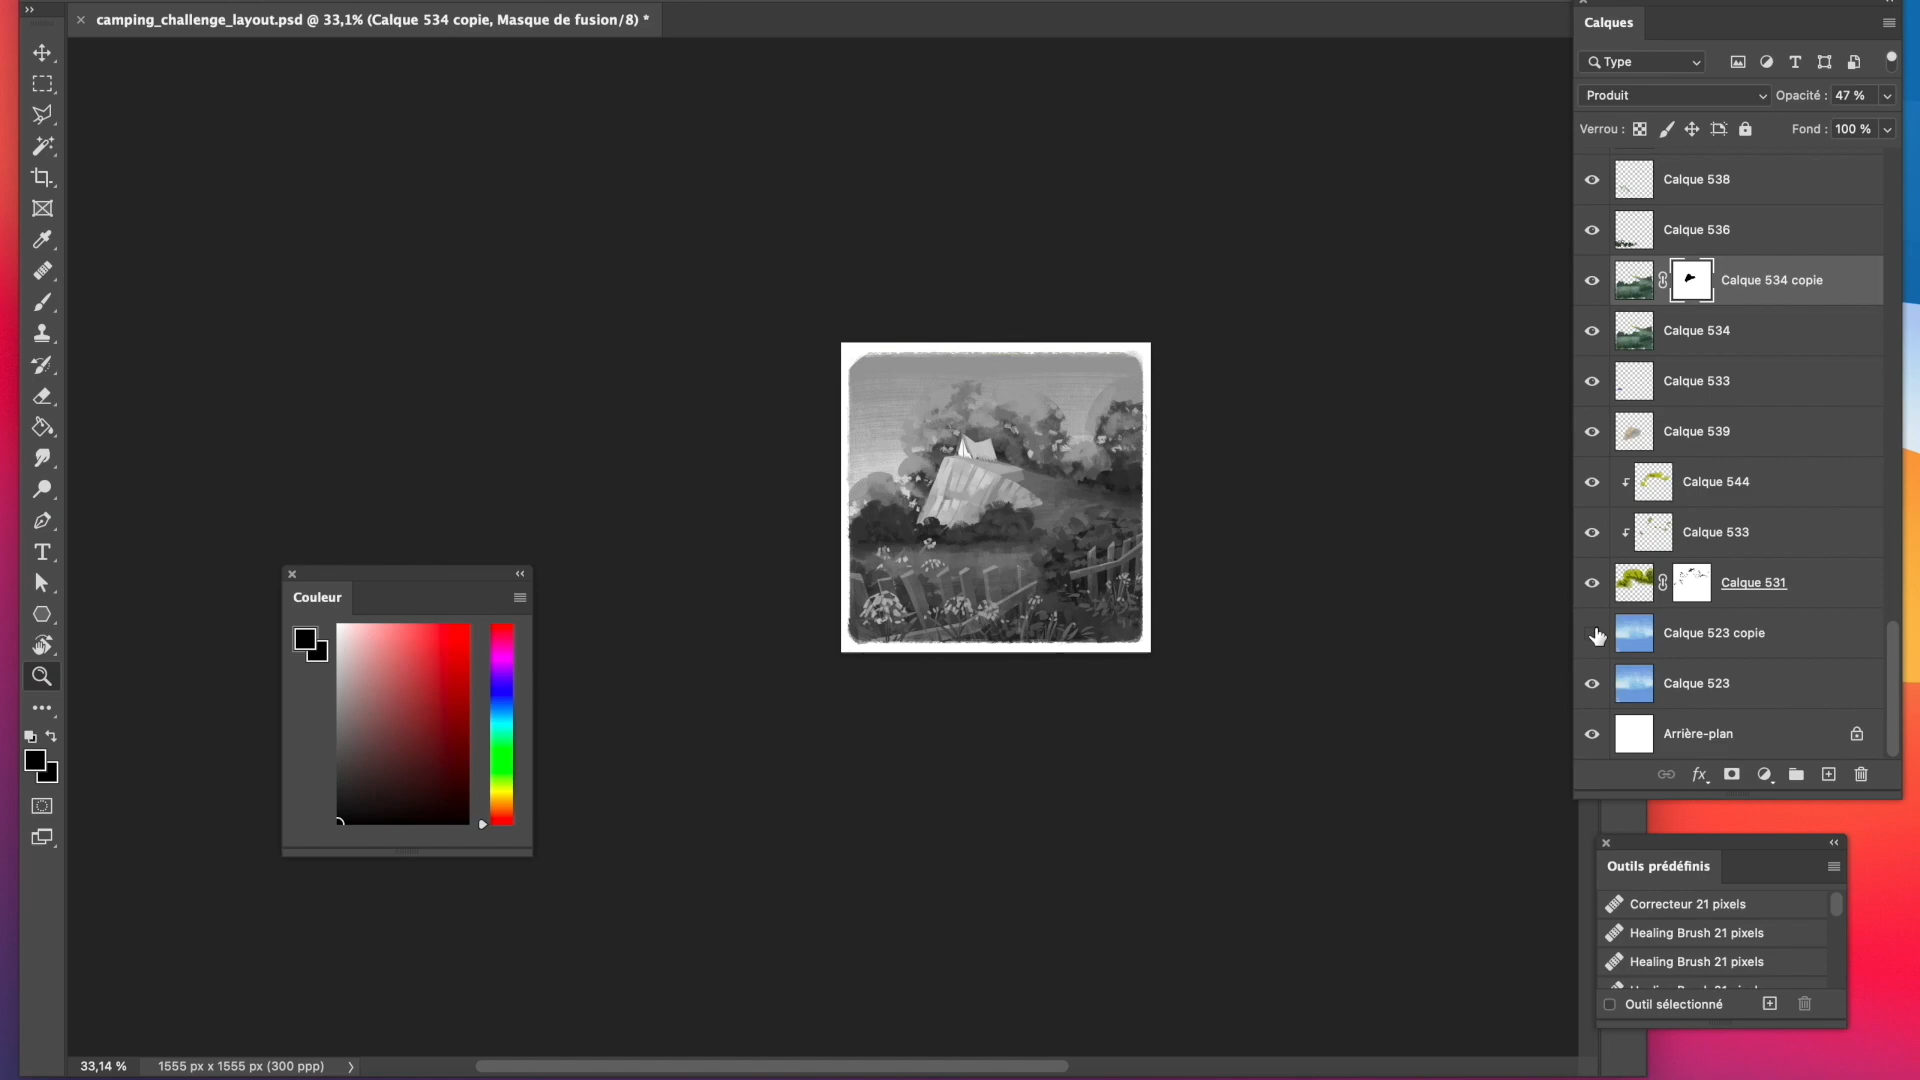 camping_challenge_layout.psd @ 33,1% (Calque 534 copie, Masque de fusion/8) *
Calques
Type
Produit
Opacité : 47 %
Verrou :
Fond : 100 %
Calque 538
Calque 536
Calque 534 copie
Calque 534
Calque 533
Calque 539
Calque 544
Calque 533
Calque 531
Calque 523 copie
Calque 523
Arrière-plan
fx
Couleur
Outils prédéfinis
Correcteur 21 pixels
Healing Brush 21 pixels
Healing Brush 21 pixels
Outil sélectionné
33,14 %
1555 px x 1555 px (300 ppp)